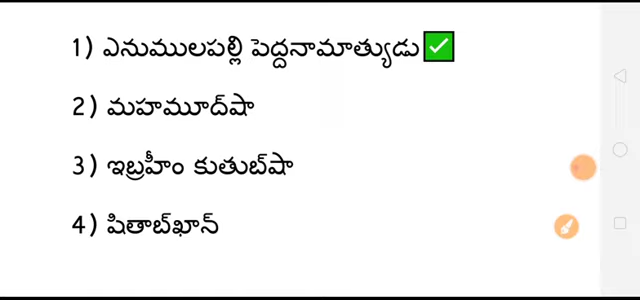 1) ఎనుములపల్లి పెద్దనామాత్యుడు ✅
2) మహమూద్‌షా
3) ఇబ్రహీం కుతుబ్‌షా
4) షితాబ్‌ఖాన్